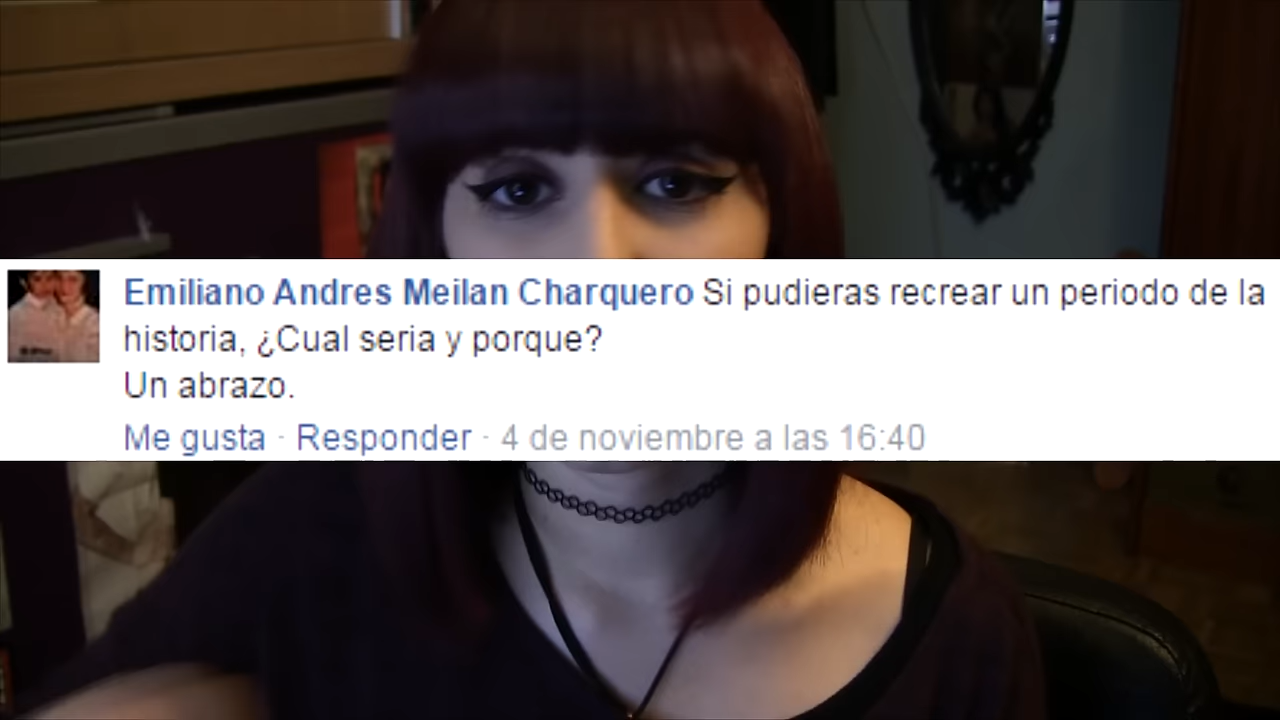 Emiliano Andres Meilan Charquero Si pudieras recrear un periodo de la
historia, ¿Cual seria y porque?
Un abrazo.
Me gusta · Responder · 4 de noviembre a las 16:40